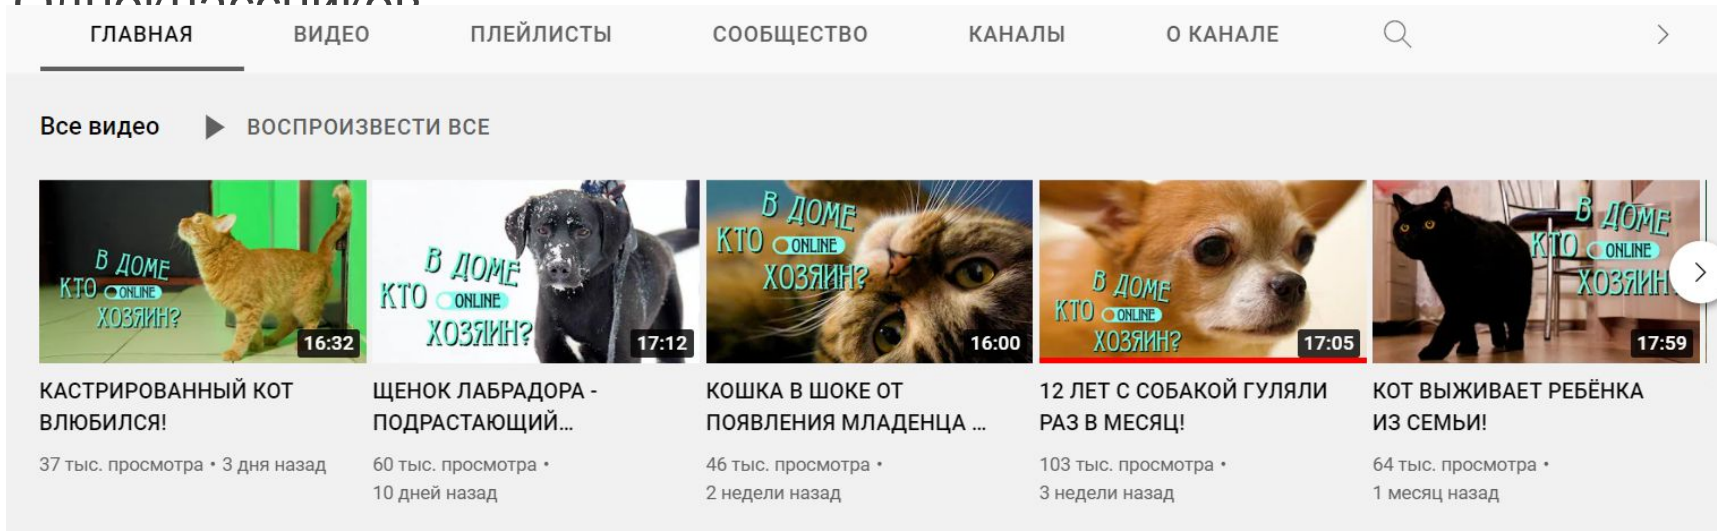 Одноклассников
ГЛАВНАЯ ВИДЕО ПЛЕЙЛИСТЫ СООБЩЕСТВО КАНАЛЫ О КАНАЛЕ
Все видео ВОСПРОИЗВЕСТИ ВСЕ
В ДОМЕ
КТО ONLINE
ХОЗЯИН?
16:32
В ДОМЕ
КТО ONLINE
ХОЗЯИН?
17:12
В ДОМЕ
КТО ONLINE
ХОЗЯИН?
16:00
В ДОМЕ
КТО ONLINE
ХОЗЯИН?
17:05
В ДОМЕ
КТО ONLINE
ХОЗЯИН
17:59
КАСТРИРОВАННЫЙ КОТ
ВЛЮБИЛСЯ!
37 тыс. просмотра • 3 дня назад
ЩЕНОК ЛАБРАДОРА -
ПОДРАСТАЮЩИЙ...
60 тыс. просмотра •
10 дней назад
КОШКА В ШОКЕ ОТ
ПОЯВЛЕНИЯ МЛАДЕНЦА ...
46 тыс. просмотра •
2 недели назад
12 ЛЕТ С СОБАКОЙ ГУЛЯЛИ
РАЗ В МЕСЯЦ!
103 тыс. просмотра •
3 недели назад
КОТ ВЫЖИВАЕТ РЕБЁНКА
ИЗ СЕМЬИ!
64 тыс. просмотра •
1 месяц назад